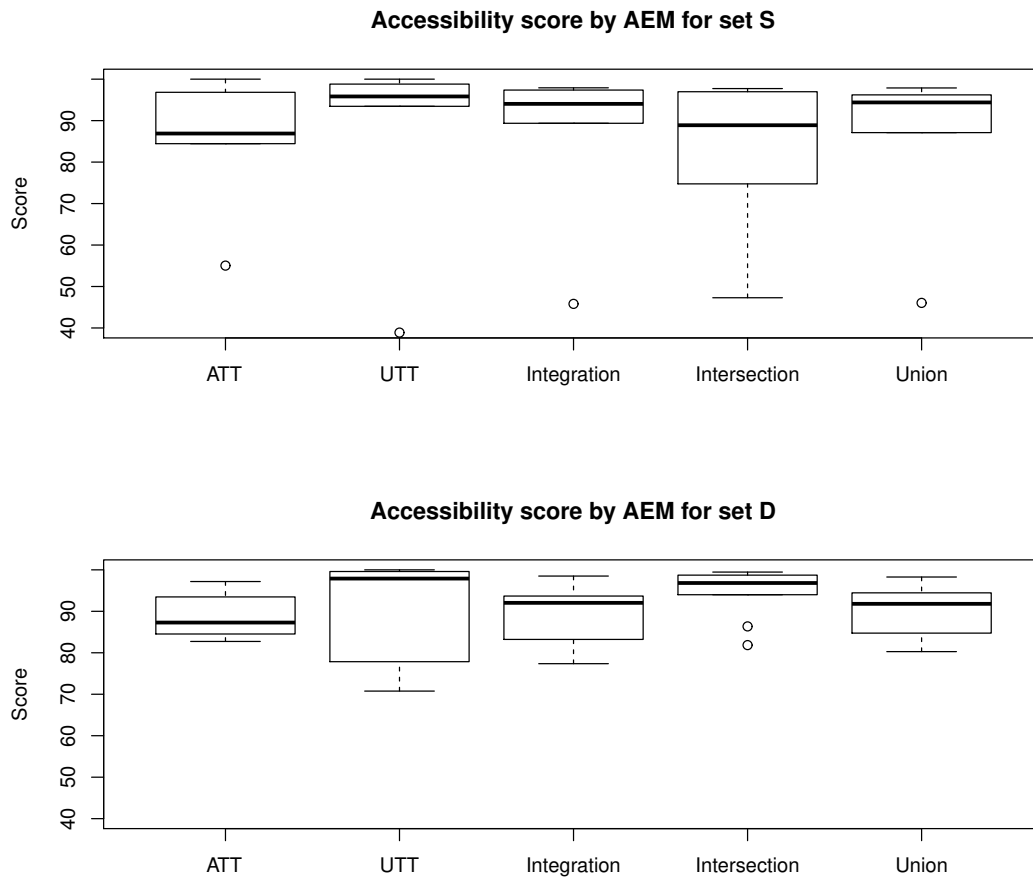 Accessibility score by AEM for set S
Score
90
80
70
60
50
40
ATT UTT Integration Intersection Union
Accessibility score by AEM for set D
Score
90
80
70
60
50
40
ATT UTT Integration Intersection Union